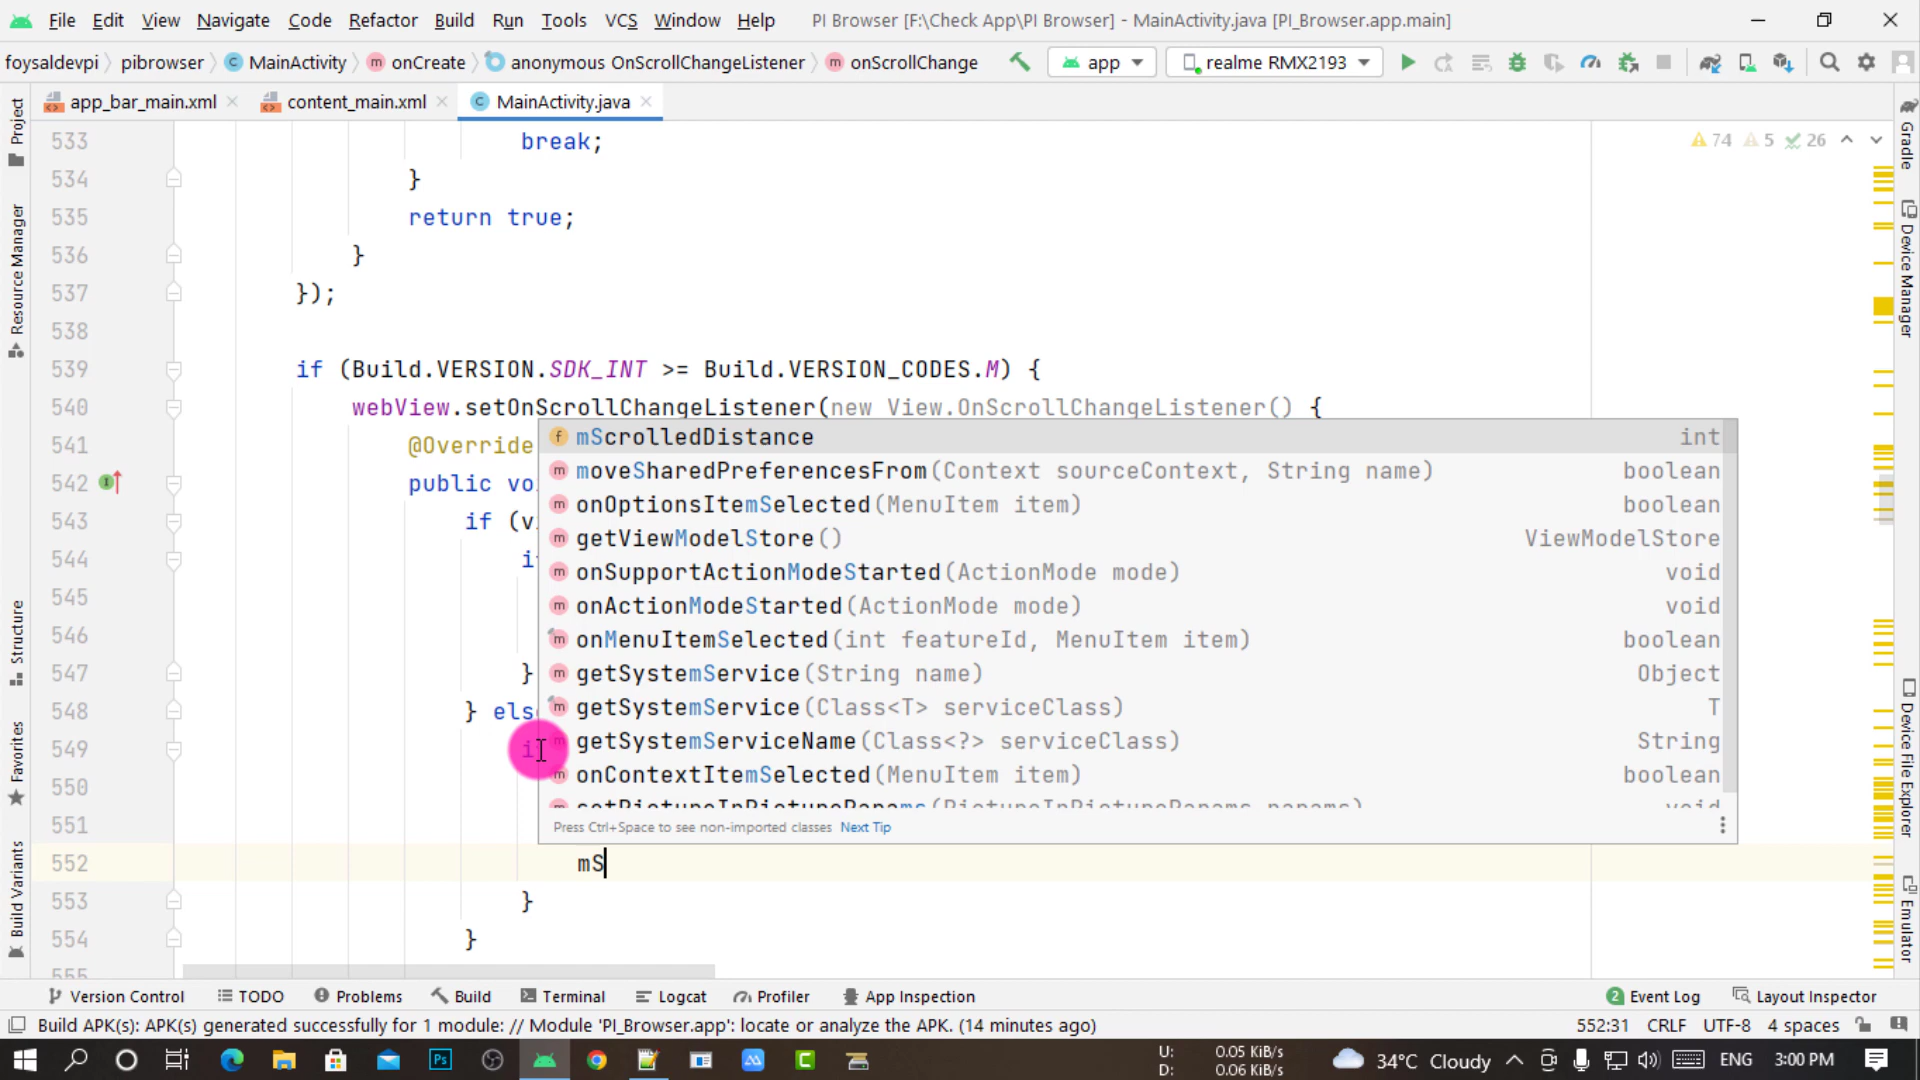 File Edit View Navigate Code Refactor Build Run Tools VCS Window Help PI Browser [F:\Check App\PI Browser] - MainActivity.java [PI_Browser.app.main]
foysaldevpi pibrowser MainActivity onCreate anonymous OnScrollChangeListener onScrollChange app realme RMX2193
app_bar_main.xml content_main.xml MainActivity.java
Project
Resource Manager
Structure
Favorites
Build Variants
74 5 26
533 break;
534 }
535 return true;
536 }
537 });
538
539 if (Build.VERSION.SDK_INT >= Build.VERSION_CODES.M) {
540 webView.setOnScrollChangeListener(new View.OnScrollChangeListener() {
541 @Override
542 public vo
543 if (v
544
545
546
547 }
548 } els
549
550
551
552 mS
553 }
554 }
555
mScrolledDistance int
moveSharedPreferencesFrom(Context sourceContext, String name) boolean
onOptionsItemSelected(MenuItem item) boolean
getViewModelStore() ViewModelStore
onSupportActionModeStarted(ActionMode mode) void
onActionModeStarted(ActionMode mode) void
onMenuItemSelected(int featureId, MenuItem item) boolean
getSystemService(String name) Object
getSystemService(Class<T> serviceClass) T
getSystemServiceName(Class<?> serviceClass) String
onContextItemSelected(MenuItem item) boolean
setPictureInPictureParams(PictureInPictureParams params) void
Press Ctrl+Space to see non-imported classes Next Tip
Gradle
Device Manager
Device File Explorer
Emulator
Version Control TODO Problems Build Terminal Logcat Profiler App Inspection 2 Event Log Layout Inspector
Build APK(s): APK(s) generated successfully for 1 module: // Module 'PI_Browser.app': locate or analyze the APK. (14 minutes ago) 552:31 CRLF UTF-8 4 spaces
U: 0.05 KiB/s
D: 0.06 KiB/s
34°C Cloudy ENG 3:00 PM